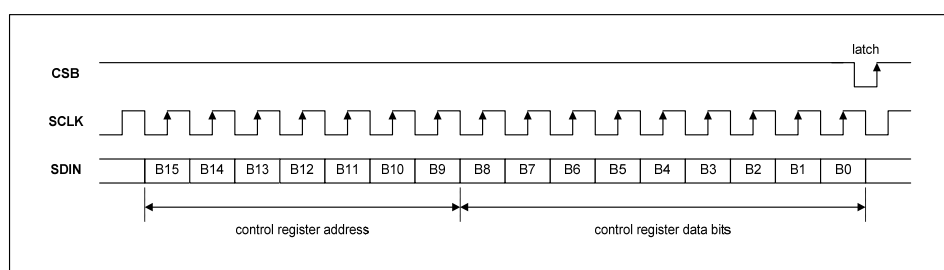 latch
CSB
SCLK
SDIN B15 B14 B13 B12 B11 B10 B9 B8 B7 B6 B5 B4 B3 B2 B1 B0
control register address control register data bits